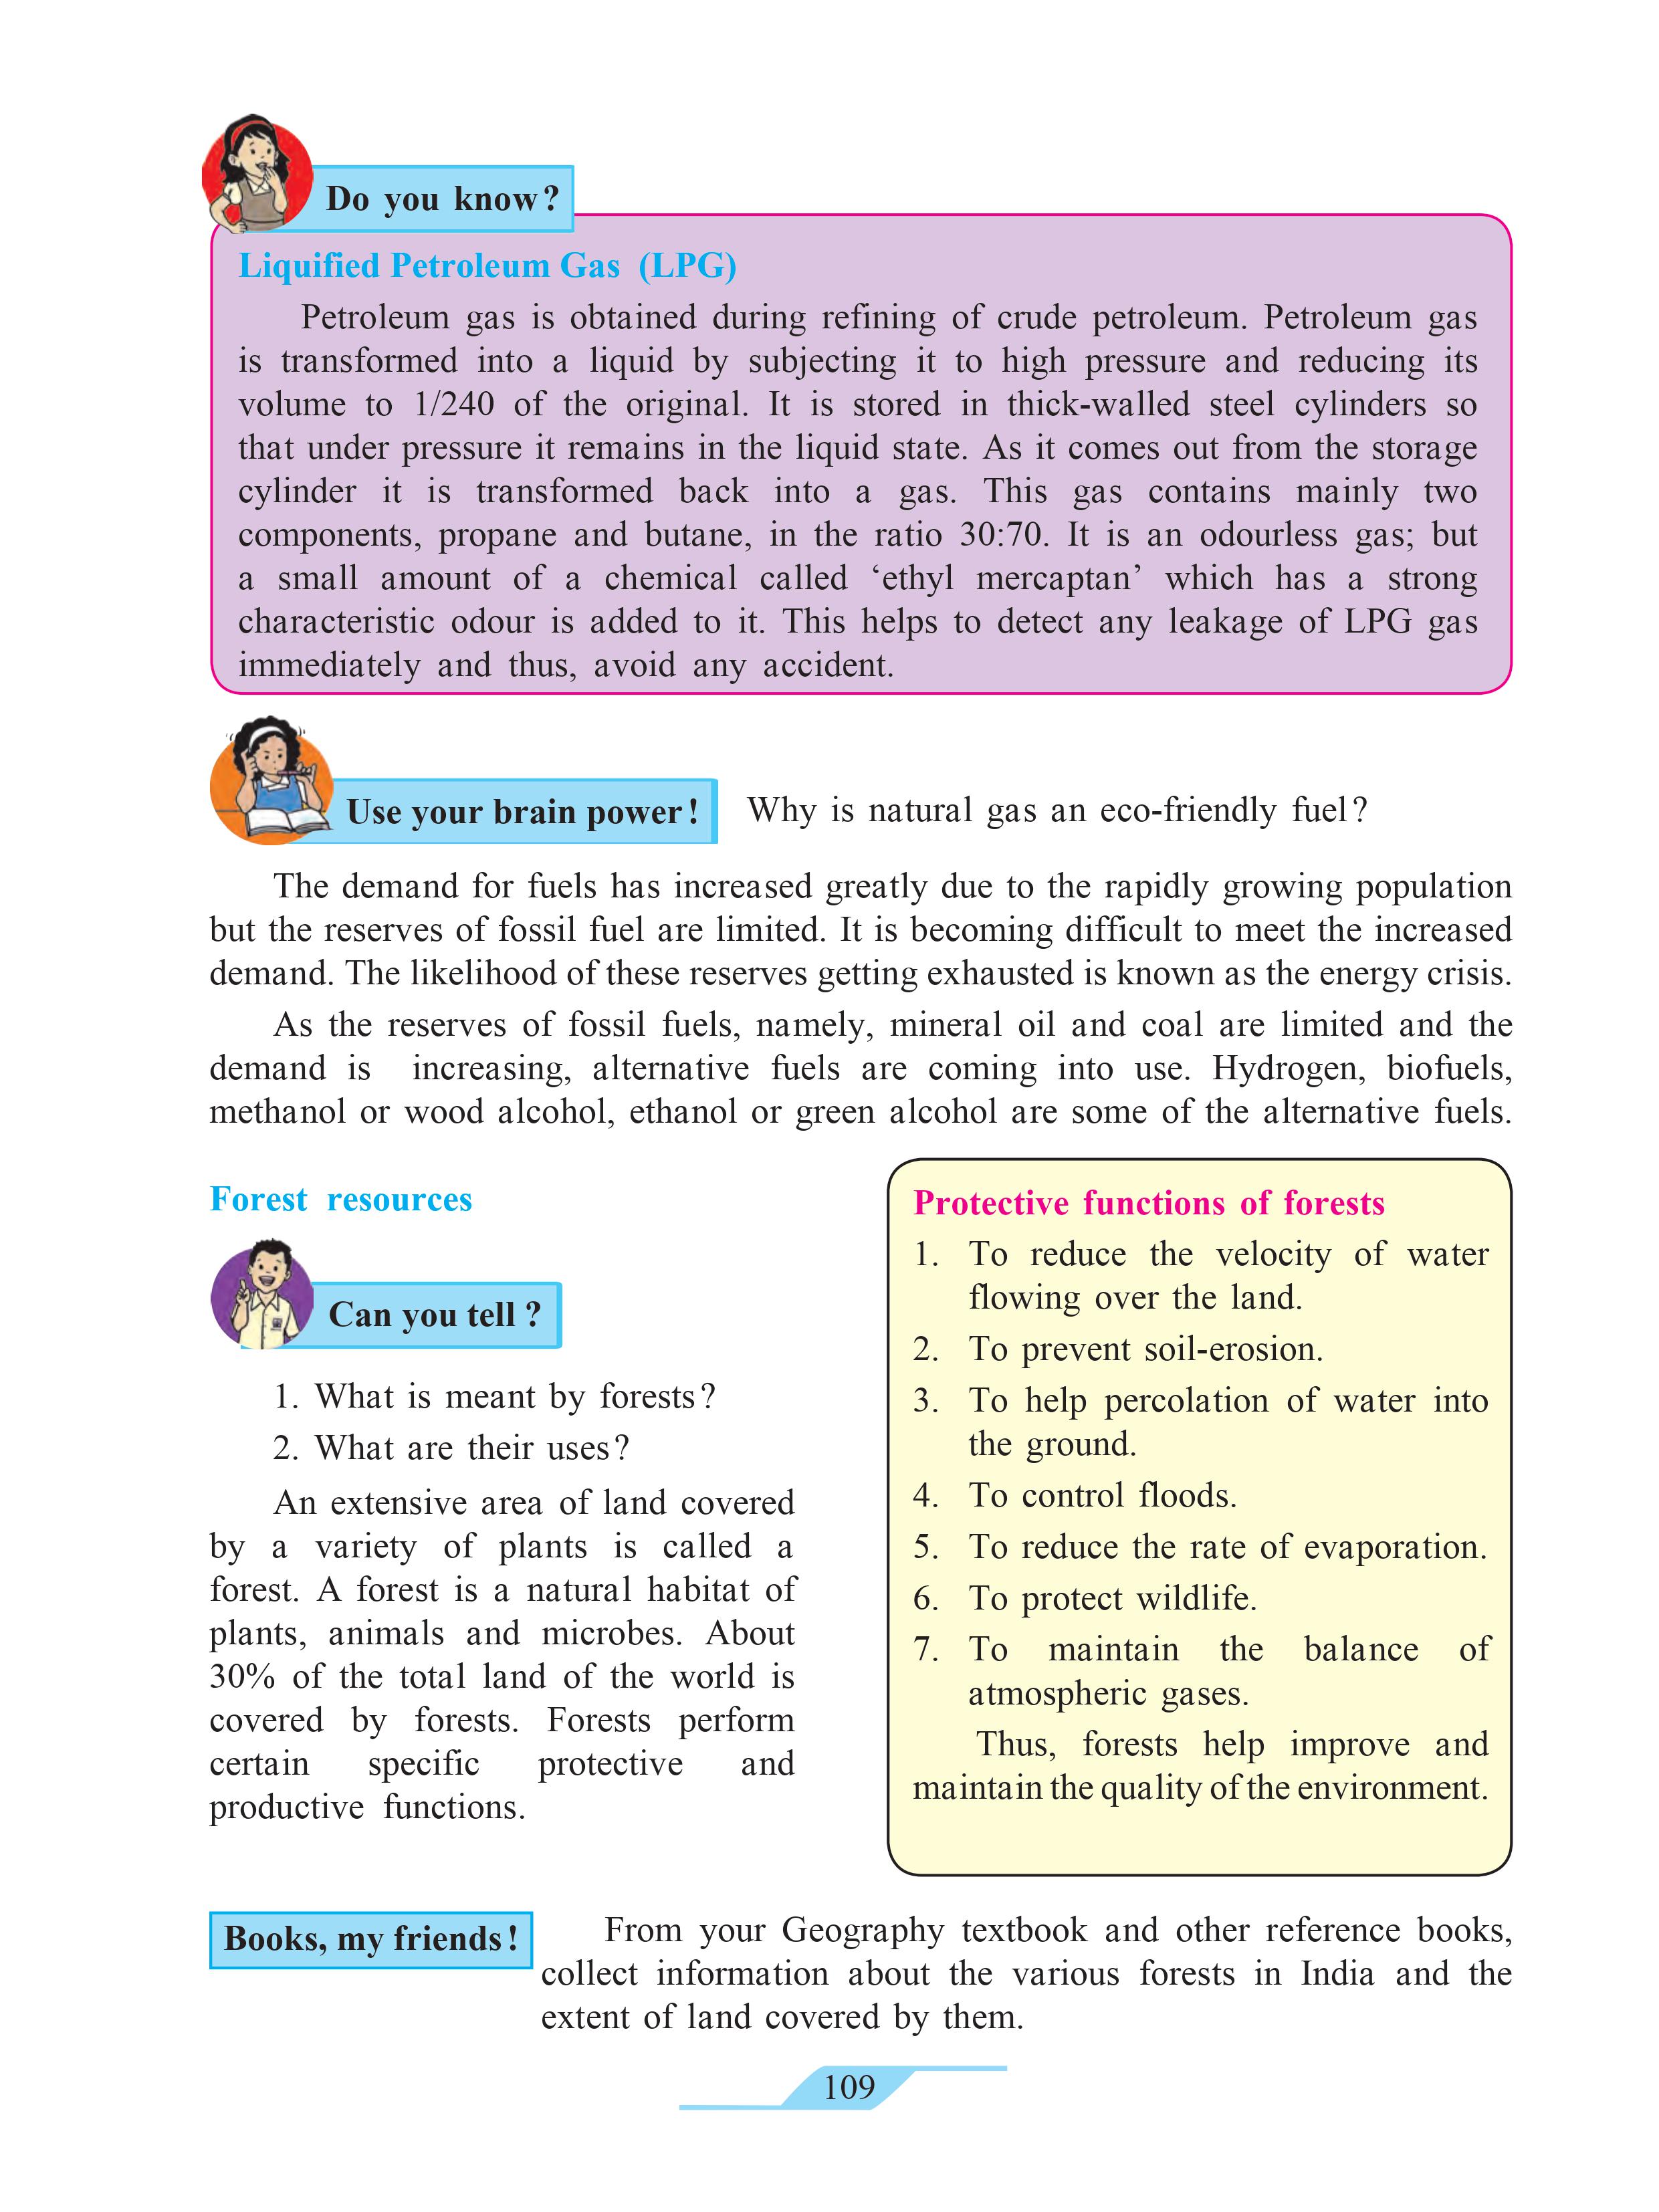 Do you know?
Liquified Petroleum Gas (LPG)
Petroleum gas is obtained during refining of crude petroleum. Petroleum gas
is transformed into a liquid by subjecting it to high pressure and reducing its
volume to 1/240 of the original. It is stored in thick-walled steel cylinders so
that under pressure it remains in the liquid state. As it comes out from the storage
cylinder it is transformed back into a gas. This gas contains mainly two
components, propane and butane, in the ratio 30:70. It is an odourless gas; but
a small amount of a chemical called ‘ethyl mercaptan’ which has a strong
characteristic odour is added to it. This helps to detect any leakage of LPG gas
immediately and thus, avoid any accident.
Use your brain power!
Why is natural gas an eco-friendly fuel?
The demand for fuels has increased greatly due to the rapidly growing population
but the reserves of fossil fuel are limited. It is becoming difficult to meet the increased
demand. The likelihood of these reserves getting exhausted is known as the energy crisis.
As the reserves of fossil fuels, namely, mineral oil and coal are limited and the
demand is increasing, alternative fuels are coming into use. Hydrogen, biofuels,
methanol or wood alcohol, ethanol or green alcohol are some of the alternative fuels.
Forest resources
Can you tell ?
1. What is meant by forests?
2. What are their uses?
An extensive area of land covered
by a variety of plants is called a
forest. A forest is a natural habitat of
plants, animals and microbes. About
30% of the total land of the world is
covered by forests. Forests perform
certain specific protective and
productive functions.
Protective functions of forests
1. To reduce the velocity of water
flowing over the land.
2. To prevent soil-erosion.
3. To help percolation of water into
the ground.
4. To control floods.
5. To reduce the rate of evaporation.
6. To protect wildlife.
7. To maintain the balance of
atmospheric gases.
Thus, forests help improve and
maintain the quality of the environment.
Books, my friends!
From your Geography textbook and other reference books,
collect information about the various forests in India and the
extent of land covered by them.
109